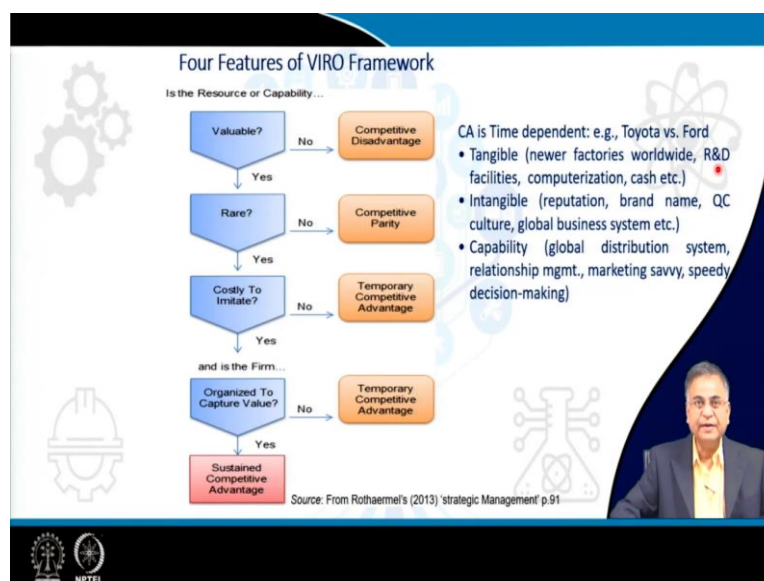 Four Features of VIRO Framework
Is the Resource or Capability...
Valuable?
No
Competitive
Disadvantage
Yes
Rare?
No
Competitive
Parity
Yes
Costly To
Imitate?
No
Temporary
Competitive
Advantage
Yes
and is the Firm...
Organized To
Capture Value?
No
Temporary
Competitive
Advantage
Yes
Sustained
Competitive
Advantage
Source: From Rothaermel's (2013) 'strategic Management' p.91
CA is Time dependent: e.g., Toyota vs. Ford
• Tangible (newer factories worldwide, R&D
facilities, computerization, cash etc.)
• Intangible (reputation, brand name, QC
culture, global business system etc.)
• Capability (global distribution system,
relationship mgmt., marketing savvy, speedy
decision-making)
NPTEL